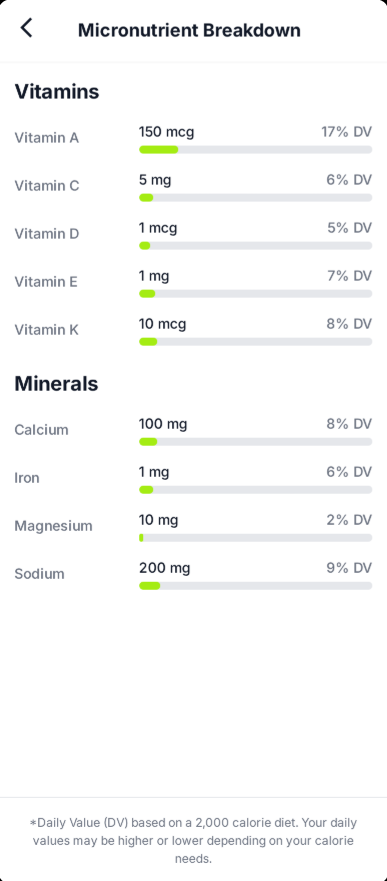 Micronutrient Breakdown
Vitamins
Vitamin A 150 mcg 17% DV
Vitamin C 5 mg 6% DV
Vitamin D 1 mcg 5% DV
Vitamin E 1 mg 7% DV
Vitamin K 10 mcg 8% DV
Minerals
Calcium 100 mg 8% DV
Iron 1 mg 6% DV
Magnesium 10 mg 2% DV
Sodium 200 mg 9% DV
*Daily Value (DV) based on a 2,000 calorie diet. Your daily
values may be higher or lower depending on your calorie
needs.